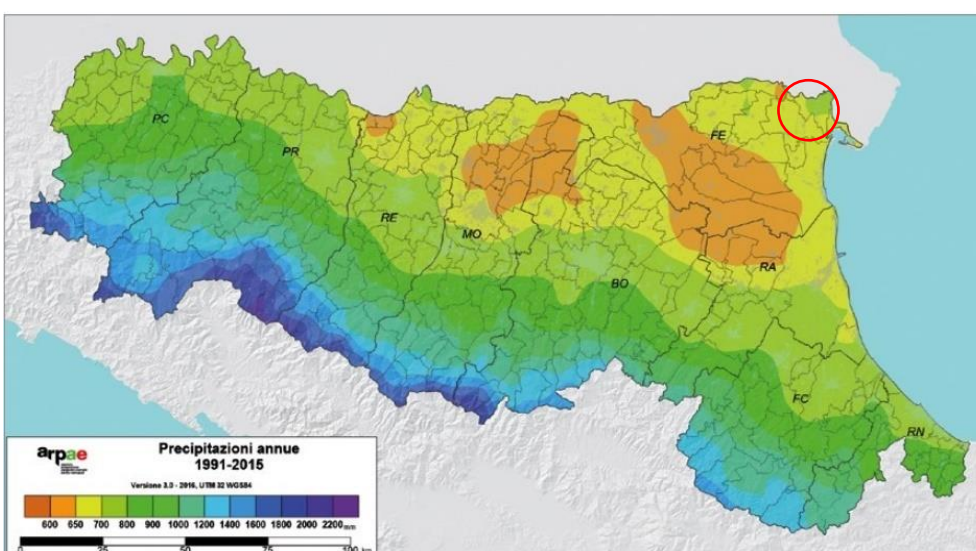 PC
PR
RE
MO
BO
FE
RA
FC
RN
arpae
Precipitazioni annue
1991-2015
Versione 3.0 - 2016, UTM 32 WGS84
600 650 700 800 900 1000 1200 1400 1600 1800 2000 2200 mm
0 25 50 75 100 km